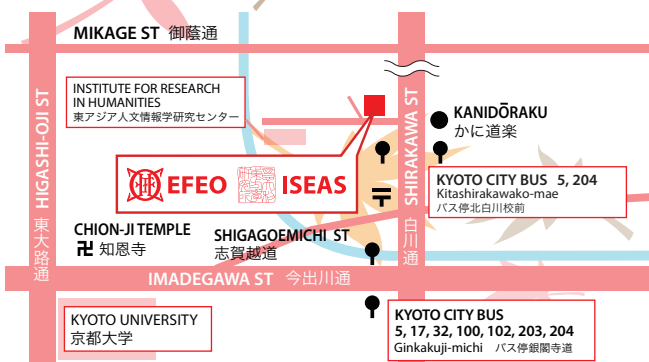 MIKAGE ST 御蔭通
INSTITUTE FOR RESEARCH
IN HUMANITIES
東アジア人文情報学研究センター
HIGASHI-OJI ST 東大路通
SHIRAKAWA ST 白川通
KANIDŌRAKU
かに道楽
EFEO ISEAS
KYOTO CITY BUS 5, 204
Kitashirakawako-mae
バス停北白川校前
CHION-JI TEMPLE
卍 知恩寺
SHIGAGOEMICHI ST
志賀越道
〒
IMADEGAWA ST 今出川通
KYOTO UNIVERSITY
京都大学
KYOTO CITY BUS
5, 17, 32, 100, 102, 203, 204
Ginkakuji-michi バス停銀閣寺道